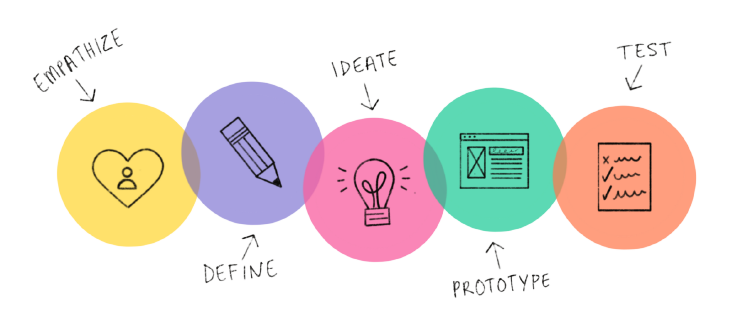 EMPATHIZE
DEFINE
IDEATE
PROTOTYPE
TEST